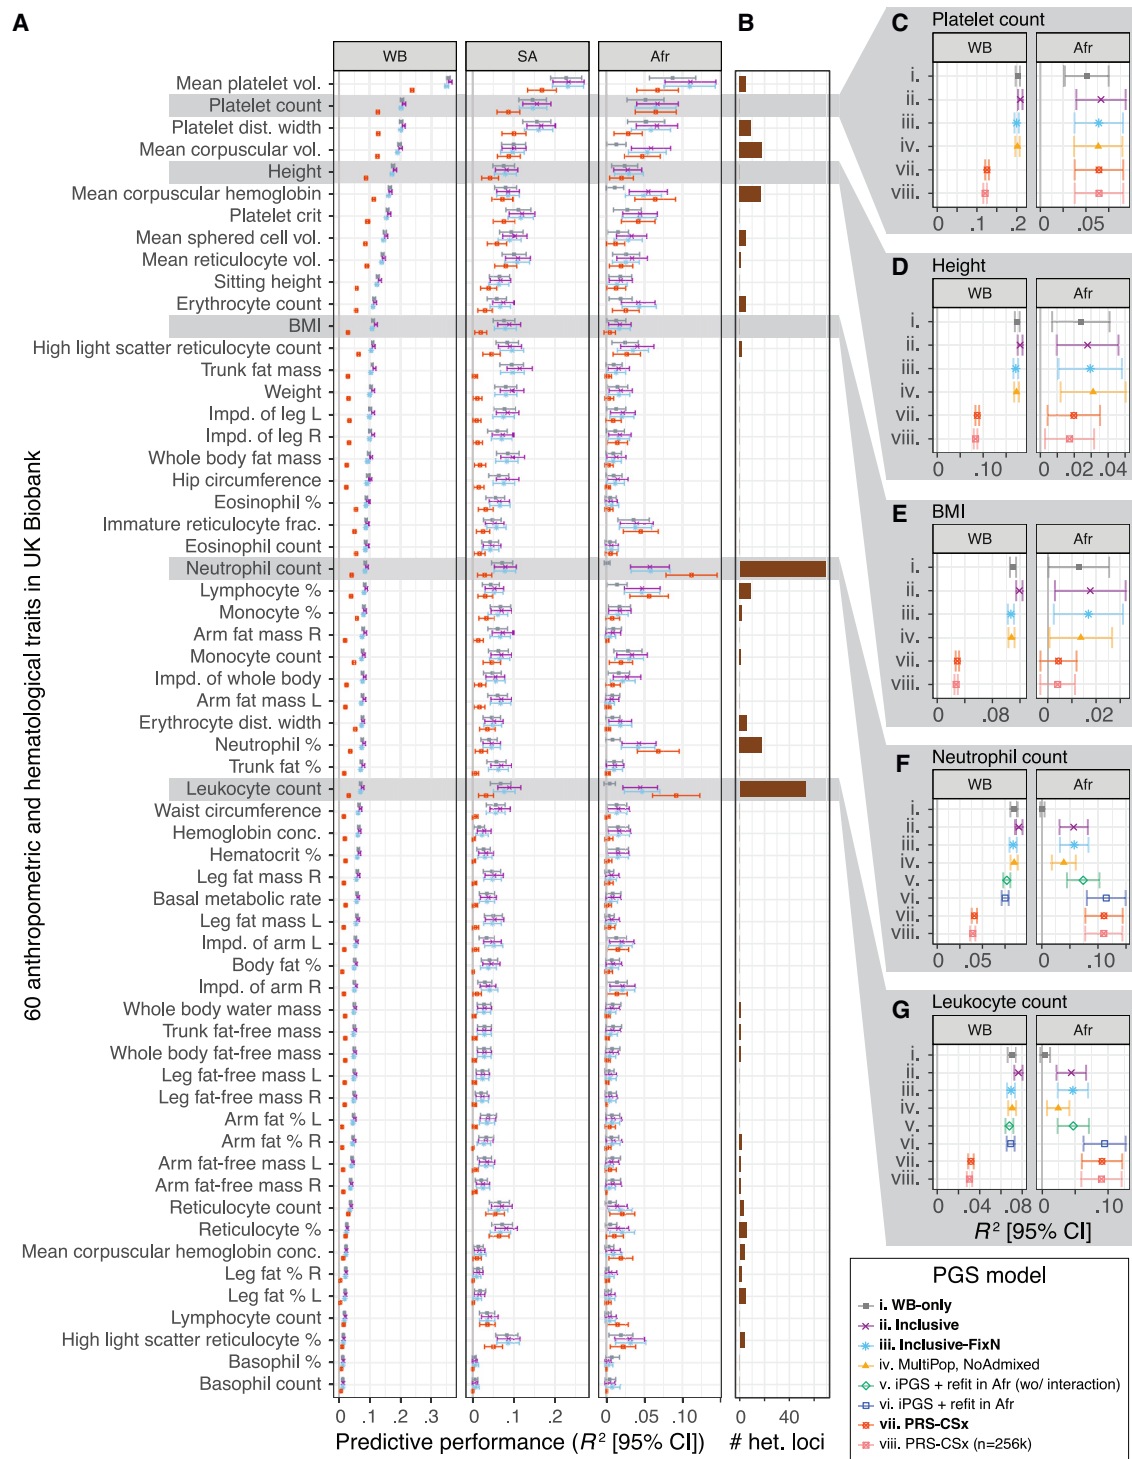 A
B
WB
SA
Afr
60 anthropometric and hematological traits in UK Biobank
Mean platelet vol.
Platelet count
Platelet dist. width
Mean corpuscular vol.
Height
Mean corpuscular hemoglobin
Platelet crit
Mean sphered cell vol.
Mean reticulocyte vol.
Sitting height
Erythrocyte count
BMI
High light scatter reticulocyte count
Trunk fat mass
Weight
Impd. of leg L
Impd. of leg R
Whole body fat mass
Hip circumference
Eosinophil %
Immature reticulocyte frac.
Eosinophil count
Neutrophil count
Lymphocyte %
Monocyte %
Arm fat mass R
Monocyte count
Impd. of whole body
Arm fat mass L
Erythrocyte dist. width
Neutrophil %
Trunk fat %
Leukocyte count
Waist circumference
Hemoglobin conc.
Hematocrit %
Leg fat mass R
Basal metabolic rate
Leg fat mass L
Impd. of arm L
Body fat %
Impd. of arm R
Whole body water mass
Trunk fat-free mass
Whole body fat-free mass
Leg fat-free mass L
Leg fat-free mass R
Arm fat % L
Arm fat % R
Arm fat-free mass L
Arm fat-free mass R
Reticulocyte count
Reticulocyte %
Mean corpuscular hemoglobin conc.
Leg fat % R
Leg fat % L
Lymphocyte count
High light scatter reticulocyte %
Basophil %
Basophil count
0 .1 .2 .3
0 0.1 0.2
0 .05 .10
0 40
Predictive performance (R² [95% CI])
# het. loci
C
Platelet count
WB
Afr
i.
ii.
iii.
iv.
vii.
viii.
0 .1 .2
0 .05
D
Height
WB
Afr
i.
ii.
iii.
iv.
vii.
viii.
0 .10
0 .02 .04
E
BMI
WB
Afr
i.
ii.
iii.
iv.
vii.
viii.
0 .08
0 .02
F
Neutrophil count
WB
Afr
i.
ii.
iii.
iv.
v.
vi.
vii.
viii.
0 .05
0 .10
G
Leukocyte count
WB
Afr
i.
ii.
iii.
iv.
v.
vi.
vii.
viii.
0 .04 .08
0 .1
R² [95% CI]
PGS model
i. WB-only
ii. Inclusive
iii. Inclusive-FixN
iv. MultiPop, NoAdmixed
v. iPGS + refit in Afr (wo/ interaction)
vi. iPGS + refit in Afr
vii. PRS-CSx
viii. PRS-CSx (n=256k)